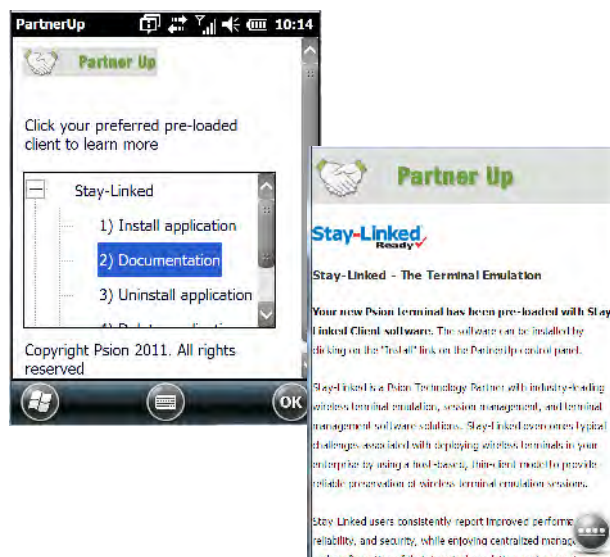 PartnerUp 10:14
Partner Up
Click your preferred pre-loaded
client to learn more
Stay-Linked
1) Install application
2) Documentation
3) Uninstall application
Copyright Psion 2011. All rights
reserved
OK
Partner Up
Stay-Linked
Ready
Stay-Linked - The Terminal Emulation
Your new Psion terminal has been pre-loaded with Stay
Linked Client software. The software can be installed by
clicking on the "Install" link on the PartnerUp control panel.
Stay-Linked is a Psion Technology Partner with industry-leading
wireless terminal emulation, session management, and terminal
management software solutions. Stay-Linked overcomes typical
challenges associated with deploying wireless terminals in your
enterprise by using a host-based, thin-client model to provide
reliable preservation of wireless terminal emulation sessions.
Stay-Linked users consistently report improved performa
reliability, and security, while enjoying centralized manag